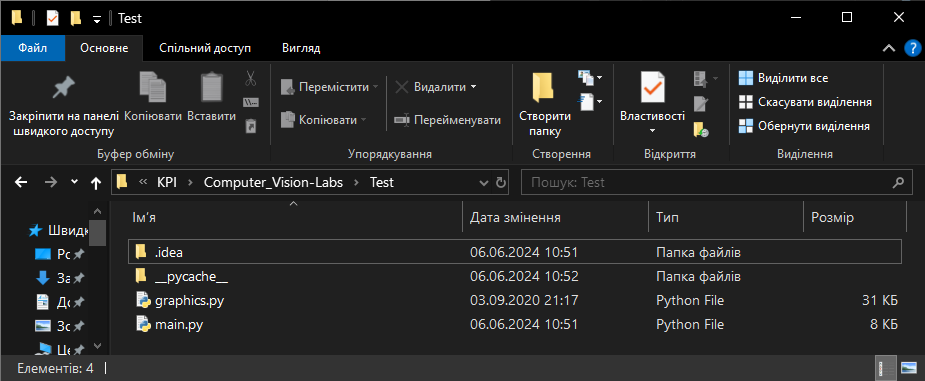 Test
Файл Основне Спільний доступ Вигляд
Закріпити на панелі швидкого доступу
Копіювати
Вставити
Буфер обміну
Перемістити
Копіювати
Видалити
Перейменувати
Упорядкування
Створити папку
Створення
Властивості
Відкриття
Виділити все
Скасувати виділення
Обернути виділення
Виділення
« KPI › Computer_Vision-Labs › Test
Пошук: Test
Швидк
Ро
За
До
Зо
Це
Ім’я Дата змінення Тип Розмір
.idea 06.06.2024 10:51 Папка файлів
__pycache__ 06.06.2024 10:52 Папка файлів
graphics.py 03.09.2020 21:17 Python File 31 КБ
main.py 06.06.2024 10:51 Python File 8 КБ
Елементів: 4